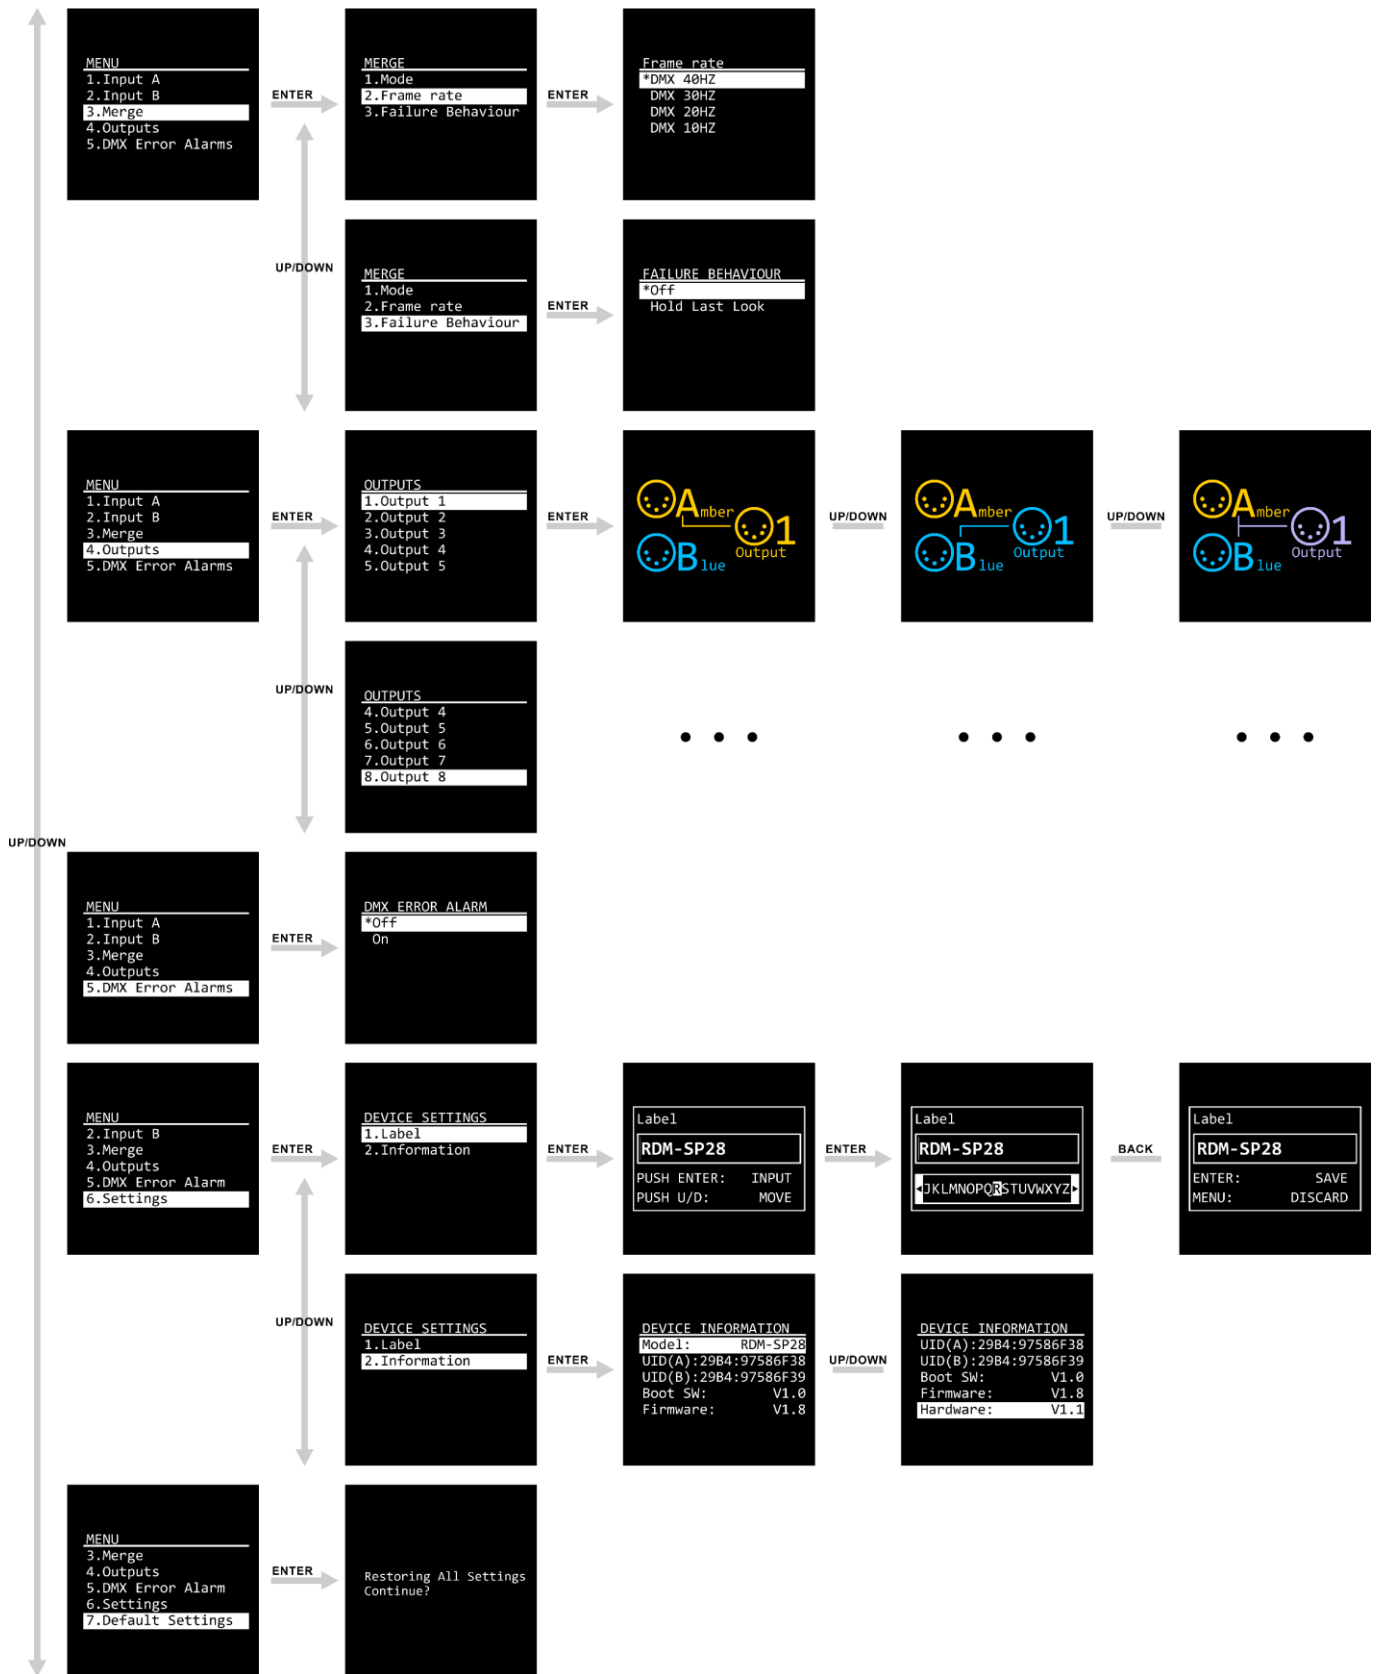 MENU
1.Input A
2.Input B
3.Merge
4.Outputs
5.DMX Error Alarms
ENTER
MERGE
1.Mode
2.Frame rate
3.Failure Behaviour
ENTER
Frame rate
*DMX 40HZ
DMX 30HZ
DMX 20HZ
DMX 10HZ
UP/DOWN
MERGE
1.Mode
2.Frame rate
3.Failure Behaviour
ENTER
FAILURE BEHAVIOUR
*Off
Hold Last Look
MENU
1.Input A
2.Input B
3.Merge
4.Outputs
5.DMX Error Alarms
ENTER
OUTPUTS
1.Output 1
2.Output 2
3.Output 3
4.Output 4
5.Output 5
ENTER
Amber
1
Output
Blue
UP/DOWN
Amber
1
Output
Blue
UP/DOWN
Amber
1
Output
Blue
UP/DOWN
OUTPUTS
4.Output 4
5.Output 5
6.Output 6
7.Output 7
8.Output 8
• • •
• • •
• • •
UP/DOWN
MENU
1.Input A
2.Input B
3.Merge
4.Outputs
5.DMX Error Alarms
ENTER
DMX ERROR ALARM
*Off
On
MENU
2.Input B
3.Merge
4.Outputs
5.DMX Error Alarm
6.Settings
ENTER
DEVICE SETTINGS
1.Label
2.Information
ENTER
Label
RDM-SP28
PUSH ENTER: INPUT
PUSH U/D: MOVE
ENTER
Label
RDM-SP28
JKLMNOPQRSTUVWXYZ
BACK
Label
RDM-SP28
ENTER: SAVE
MENU: DISCARD
UP/DOWN
DEVICE SETTINGS
1.Label
2.Information
ENTER
DEVICE INFORMATION
Model: RDM-SP28
UID(A):29B4:97586F38
UID(B):29B4:97586F39
Boot SW: V1.0
Firmware: V1.8
UP/DOWN
DEVICE INFORMATION
UID(A):29B4:97586F38
UID(B):29B4:97586F39
Boot SW: V1.0
Firmware: V1.8
Hardware: V1.1
MENU
3.Merge
4.Outputs
5.DMX Error Alarm
6.Settings
7.Default Settings
ENTER
Restoring All Settings
Continue?